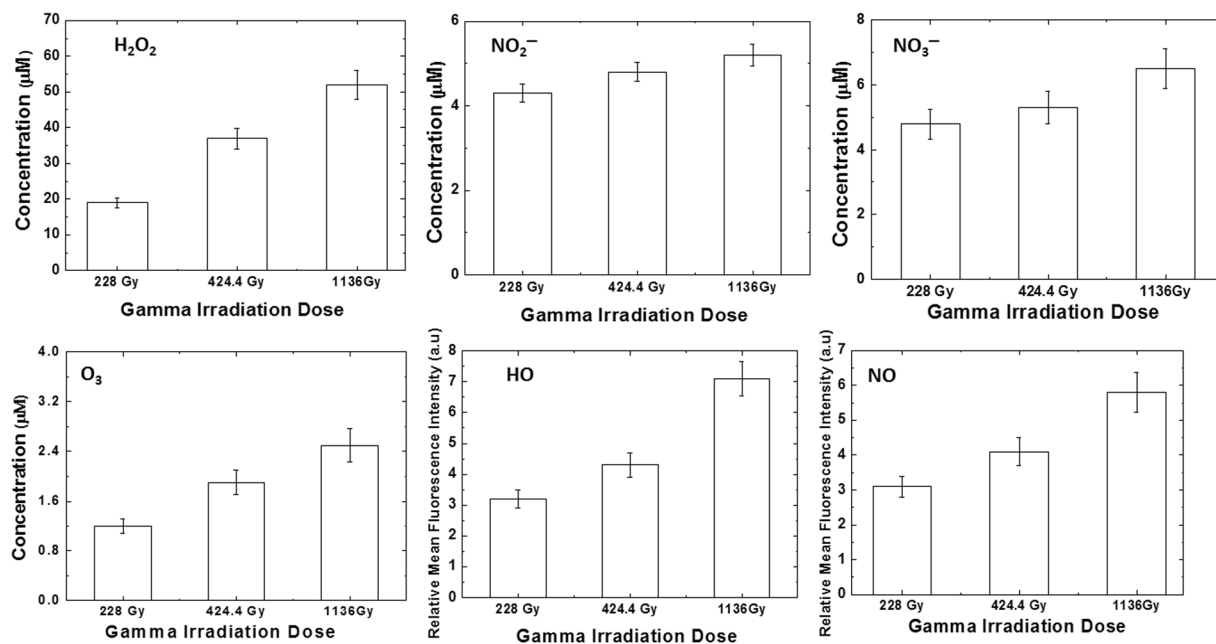 H₂O₂
Concentration (µM)
70
60
50
40
30
20
10
0
228 Gy 424.4 Gy 1136Gy
Gamma Irradiation Dose
NO₂⁻
Concentration (µM)
6
4
2
0
228 Gy 424.4 Gy 1136Gy
Gamma Irradiation Dose
NO₃⁻
Concentration (µM)
8
6
4
2
0
228 Gy 424.4 Gy 1136Gy
Gamma Irradiation Dose
O₃
Concentration (µM)
4.0
3.2
2.4
1.6
0.8
0.0
228 Gy 424.4 Gy 1136Gy
Gamma Irradiation Dose
HO
Relative Mean Fluorescence Intensity (a.u)
8
7
6
5
4
3
2
1
0
228 Gy 424.4 Gy 1136Gy
Gamma Irradiation Dose
NO
Relative Mean Fluorescence Intensity (a.u)
7
6
5
4
3
2
1
0
228 Gy 424.4 Gy 1136Gy
Gamma Irradiation Dose